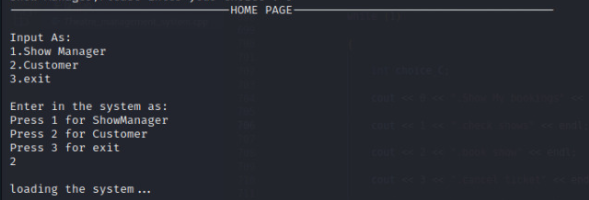 HOME PAGE
Input As:
1.Show Manager
2.Customer
3.exit
Enter in the system as:
Press 1 for ShowManager
Press 2 for Customer
Press 3 for exit
2
loading the system...